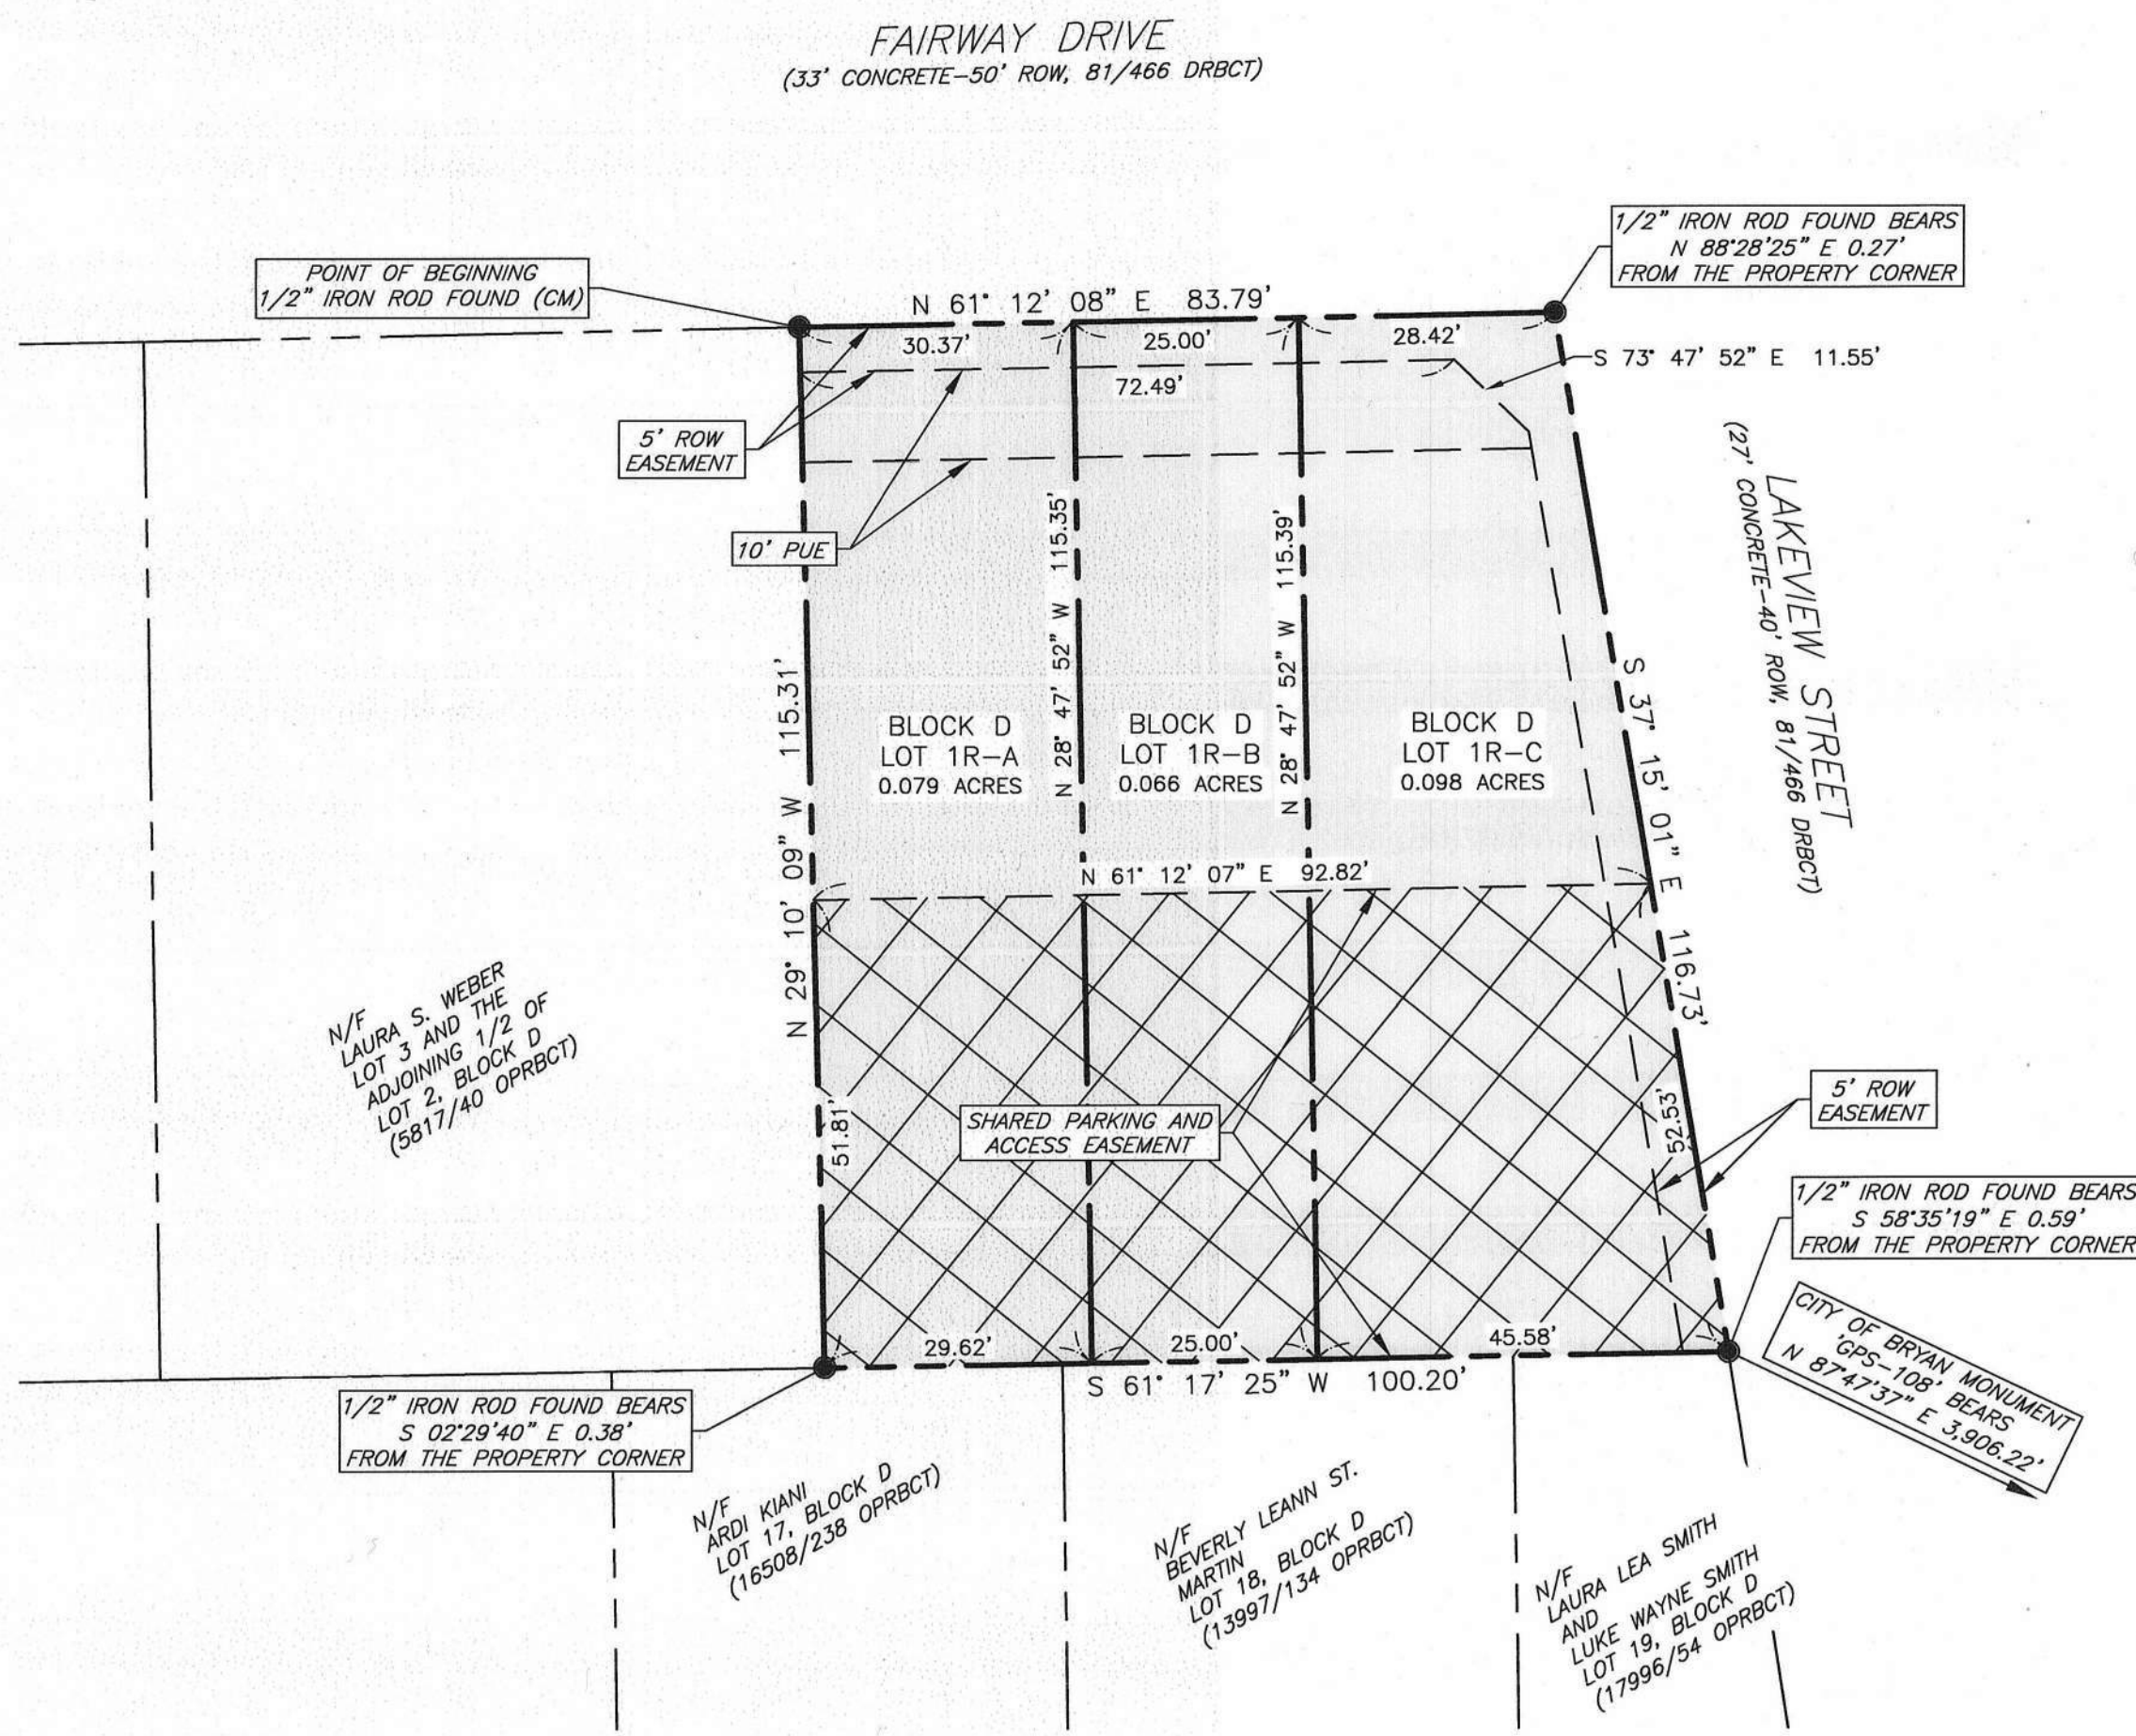 FAIRWAY DRIVE
(33' CONCRETE-50' ROW, 81/466 DRBCT)
1/2" IRON ROD FOUND BEARS
N 88°28'25" E 0.27'
FROM THE PROPERTY CORNER
POINT OF BEGINNING
1/2" IRON ROD FOUND (CM)
N 61° 12' 08" E 83.79'
30.37'
25.00'
28.42'
S 73° 47' 52" E 11.55'
72.49'
5' ROW
EASEMENT
10' PUE
LAKEVIEW STREET
(27' CONCRETE-40' ROW, 81/466 DRBCT)
N 29° 10' 09" W 115.31'
N 28° 47' 52" W 115.35'
N 28° 47' 52" W 115.39'
S 37° 15' 01" E 116.73'
BLOCK D
LOT 1R-A
0.079 ACRES
BLOCK D
LOT 1R-B
0.066 ACRES
BLOCK D
LOT 1R-C
0.098 ACRES
N 61° 12' 07" E 92.82'
N/F
LAURA S. WEBER
LOT 3 AND THE
ADJOINING 1/2 OF
LOT 2, BLOCK D
(5817/40 OPRBCT)
51.81'
SHARED PARKING AND
ACCESS EASEMENT
52.53'
5' ROW
EASEMENT
1/2" IRON ROD FOUND BEARS
S 58°35'19" E 0.59'
FROM THE PROPERTY CORNER
CITY OF BRYAN MONUMENT
'GPS-108' BEARS
N 87°47'37" E 3,906.22'
29.62'
25.00'
45.58'
S 61° 17' 25" W 100.20'
1/2" IRON ROD FOUND BEARS
S 02°29'40" E 0.38'
FROM THE PROPERTY CORNER
N/F
ARDI KIANI
LOT 17, BLOCK D
(16508/238 OPRBCT)
N/F
BEVERLY LEANN ST.
MARTIN
LOT 18, BLOCK D
(13997/134 OPRBCT)
N/F
LAURA LEA SMITH
AND
LUKE WAYNE SMITH
LOT 19, BLOCK D
(17996/54 OPRBCT)